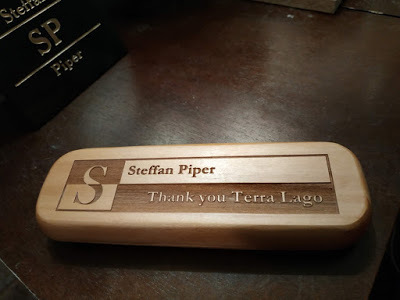 Steffan
SP
Piper
S
Steffan Piper
Thank you Terra Lago